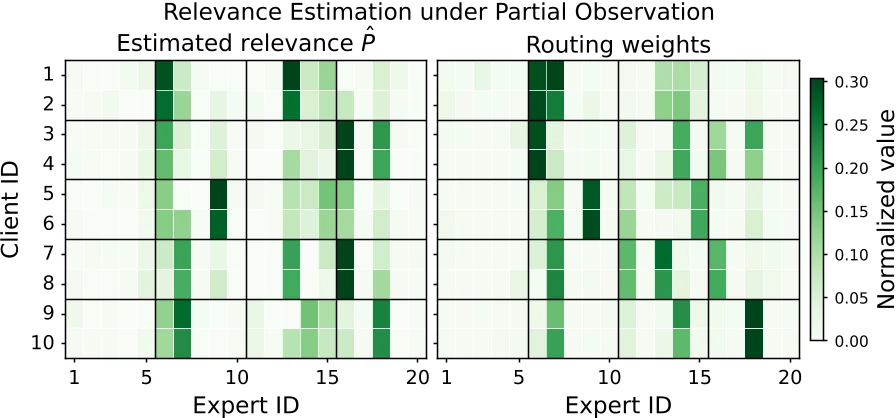 Relevance Estimation under Partial Observation
Estimated relevance P̂
Routing weights
Client ID
1
2
3
4
5
6
7
8
9
10
1 5 10 15 20
Expert ID
1 5 10 15 20
Expert ID
0.30
0.25
0.20
0.15
0.10
0.05
0.00
Normalized value